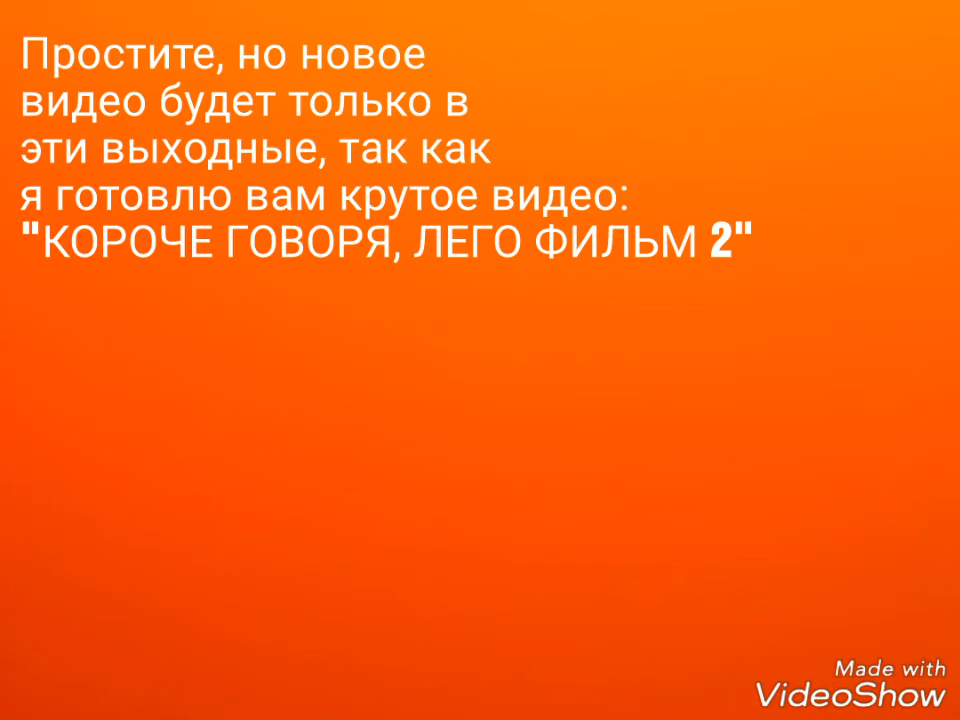 Простите, но новое
видео будет только в
эти выходные, так как
я готовлю вам крутое видео:
"КОРОЧЕ ГОВОРЯ, ЛЕГО ФИЛЬМ 2"
Made with
VideoShow